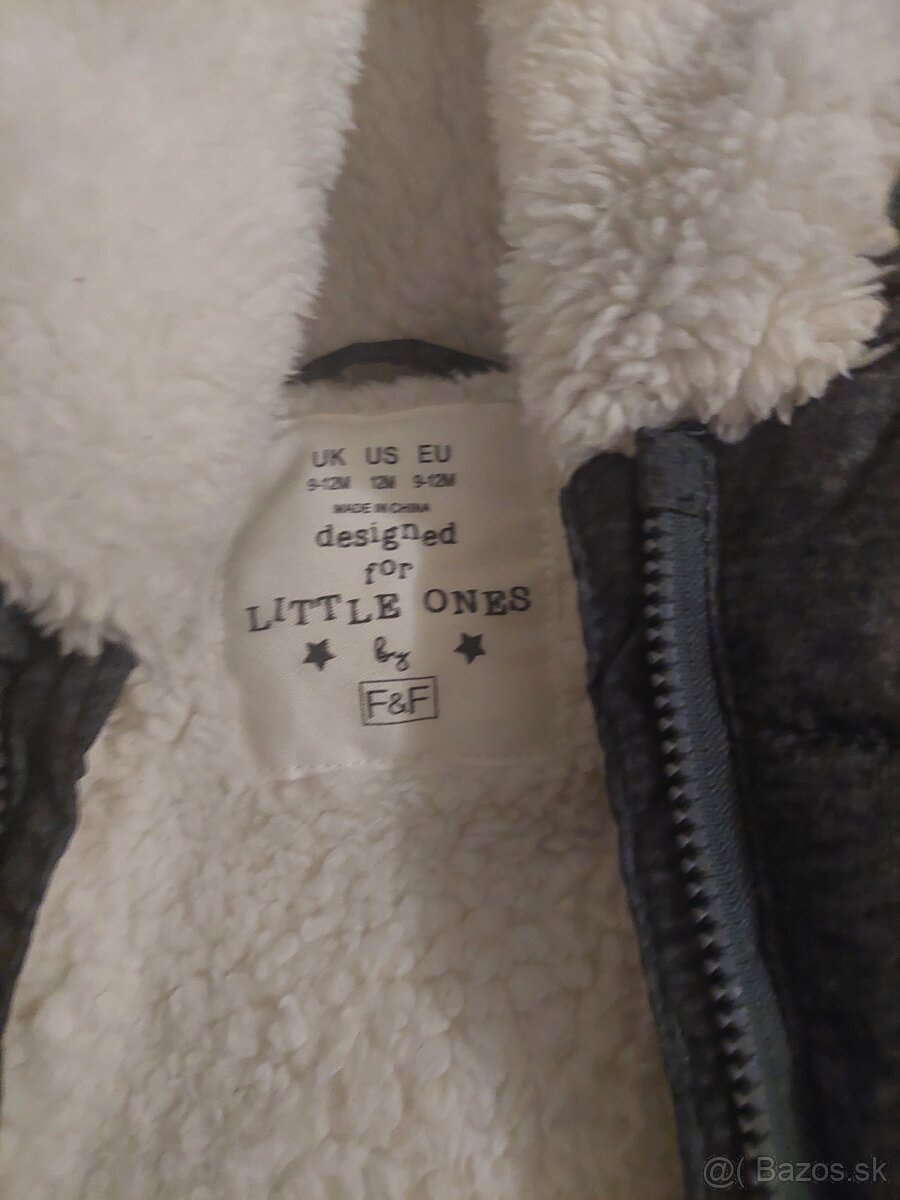 UK US EU
9-12M 12M 9-12M
MADE IN CHINA
designed
for
LITTLE ONES
by
F&F
@( Bazos.sk